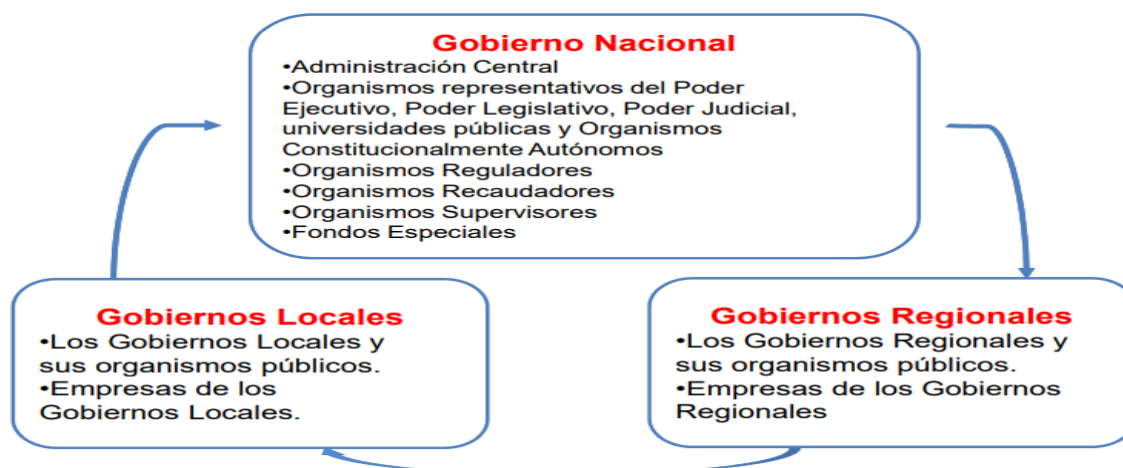 Gobierno Nacional
•Administración Central
•Organismos representativos del Poder
Ejecutivo, Poder Legislativo, Poder Judicial,
universidades públicas y Organismos
Constitucionalmente Autónomos
•Organismos Reguladores
•Organismos Recaudadores
•Organismos Supervisores
•Fondos Especiales
Gobiernos Locales
•Los Gobiernos Locales y
sus organismos públicos.
•Empresas de los
Gobiernos Locales.
Gobiernos Regionales
•Los Gobiernos Regionales y
sus organismos públicos.
•Empresas de los Gobiernos
Regionales